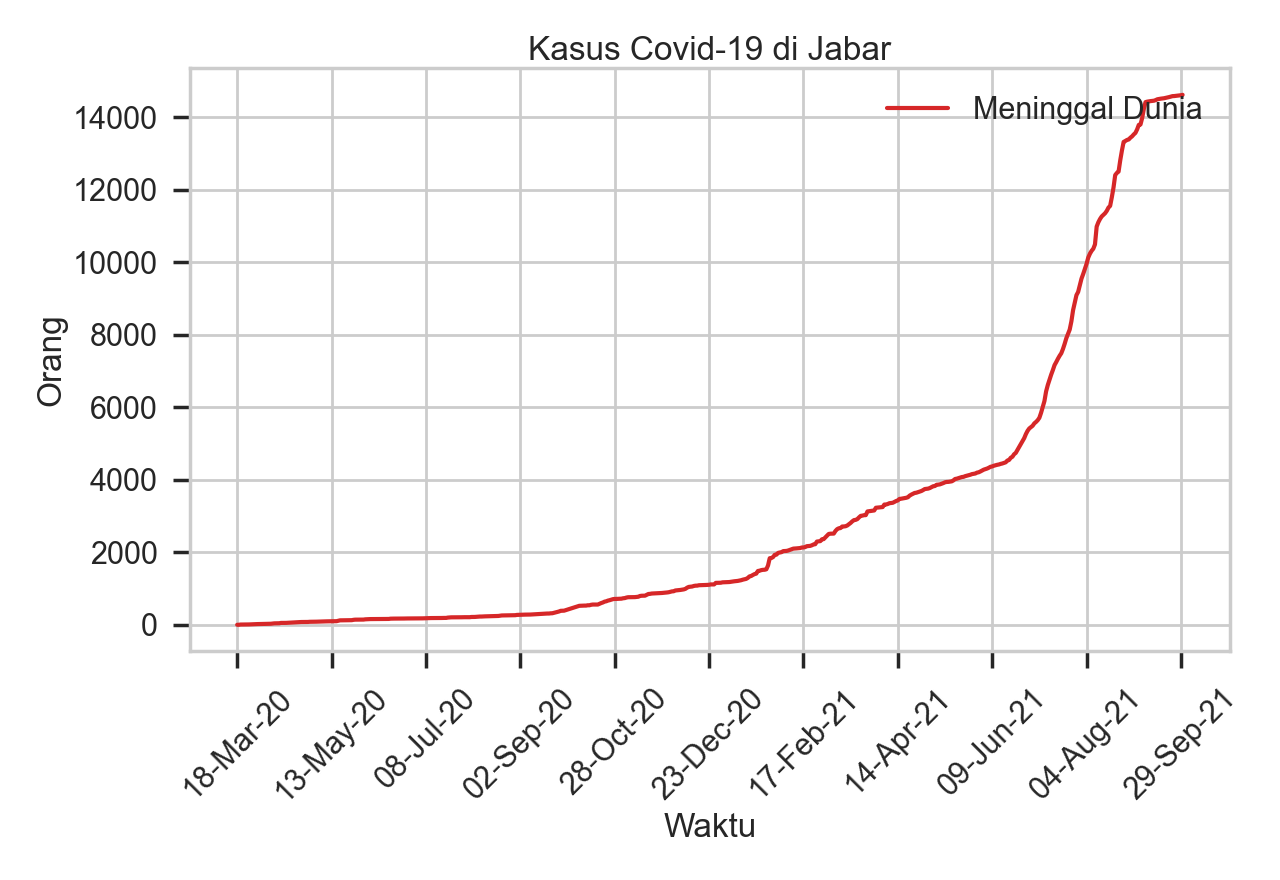 Kasus Covid-19 di Jabar
Meninggal Dunia
Orang
14000
12000
10000
8000
6000
4000
2000
0
18-Mar-20
13-May-20
08-Jul-20
02-Sep-20
28-Oct-20
23-Dec-20
17-Feb-21
14-Apr-21
09-Jun-21
04-Aug-21
29-Sep-21
Waktu